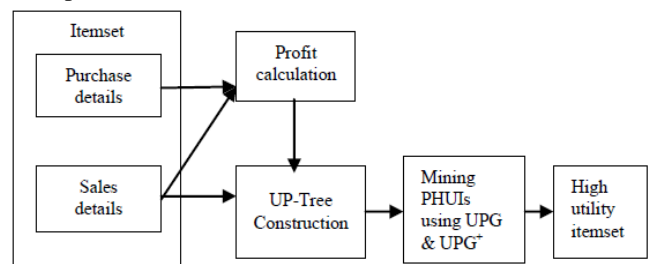 Itemset
Purchase
details
Profit
calculation
Sales
details
UP-Tree
Construction
Mining
PHUIs
using UPG
& UPG⁺
High
utility
itemset